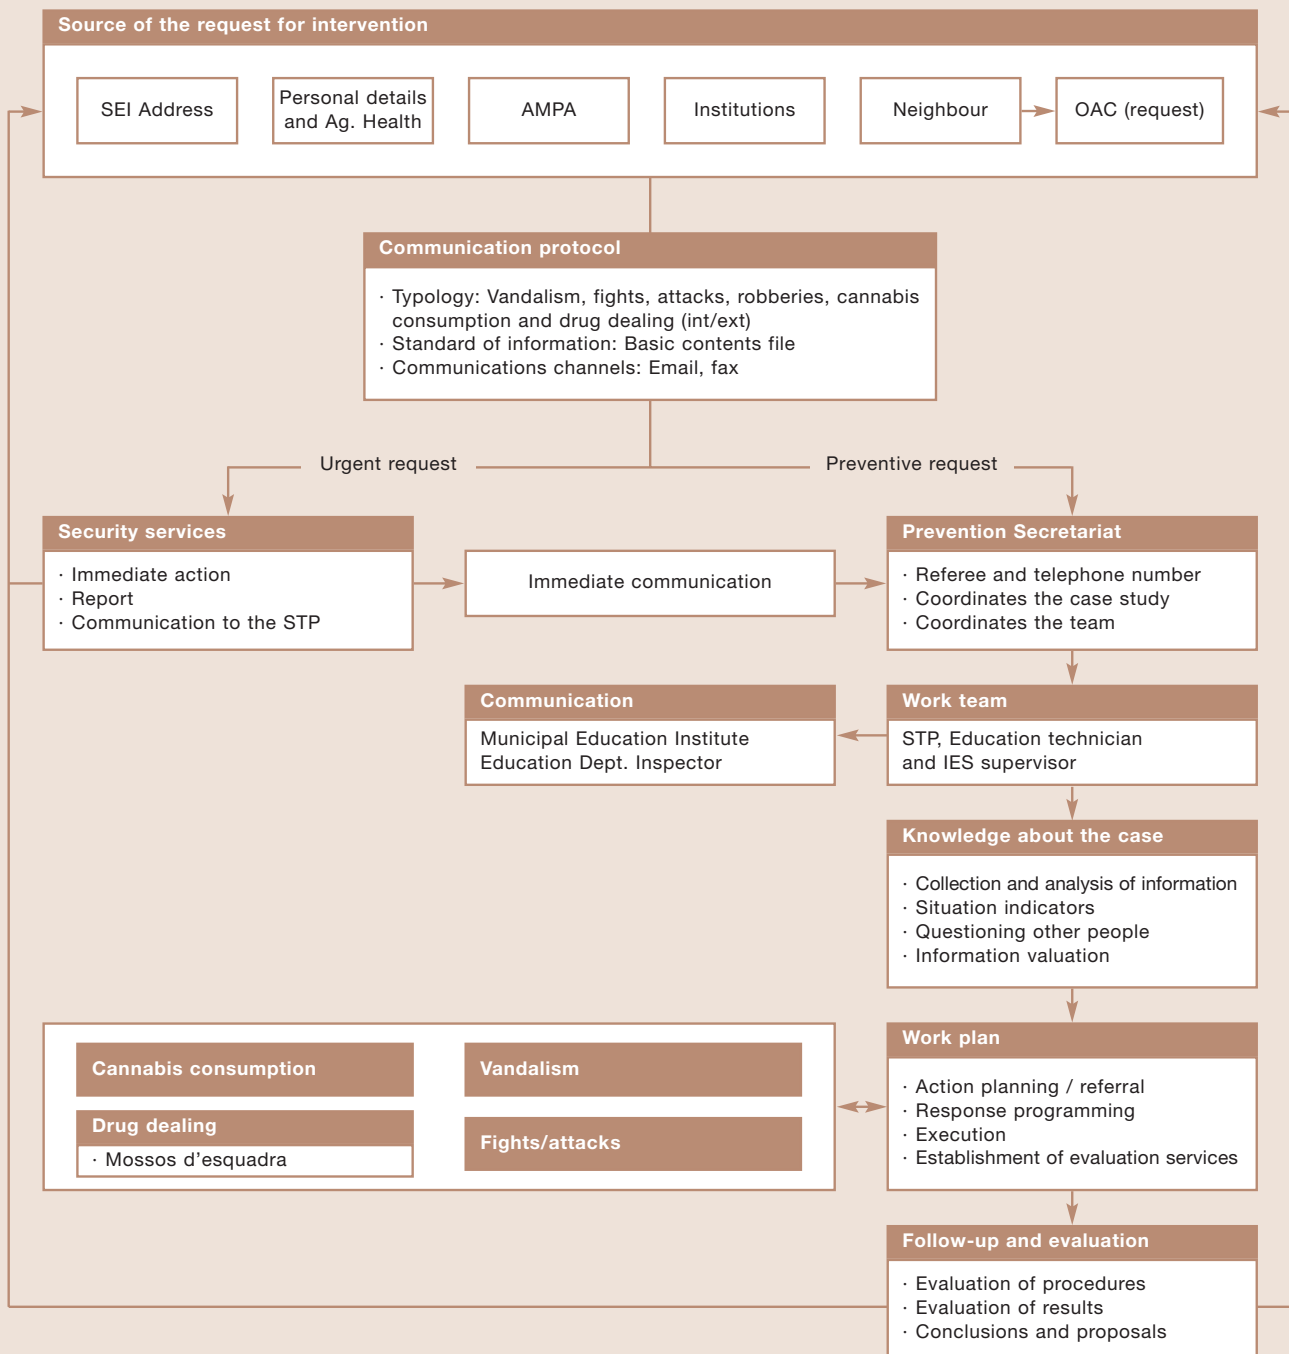 Source of the request for intervention
SEI Address
Personal details
and Ag. Health
AMPA
Institutions
Neighbour
OAC (request)
Communication protocol
· Typology: Vandalism, fights, attacks, robberies, cannabis
consumption and drug dealing (int/ext)
· Standard of information: Basic contents file
· Communications channels: Email, fax
Urgent request
Preventive request
Security services
· Immediate action
· Report
· Communication to the STP
Immediate communication
Prevention Secretariat
· Referee and telephone number
· Coordinates the case study
· Coordinates the team
Communication
Municipal Education Institute
Education Dept. Inspector
Work team
STP, Education technician
and IES supervisor
Knowledge about the case
· Collection and analysis of information
· Situation indicators
· Questioning other people
· Information valuation
Cannabis consumption
Vandalism
Drug dealing
· Mossos d'esquadra
Fights/attacks
Work plan
· Action planning / referral
· Response programming
· Execution
· Establishment of evaluation services
Follow-up and evaluation
· Evaluation of procedures
· Evaluation of results
· Conclusions and proposals